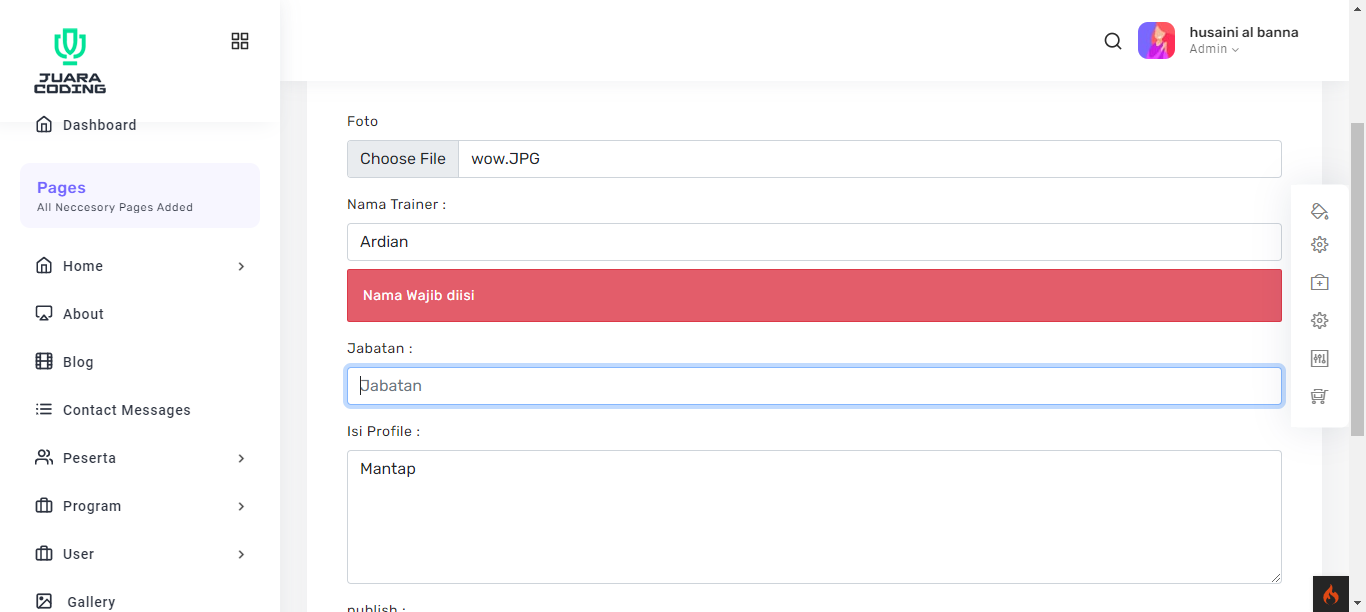 JUARA
CODING
husaini al banna
Admin
Dashboard
Pages
All Neccesory Pages Added
Home
About
Blog
Contact Messages
Peserta
Program
User
Gallery
Foto
Choose File wow.JPG
Nama Trainer :
Ardian
Nama Wajib diisi
Jabatan :
Jabatan
Isi Profile :
Mantap
publish :